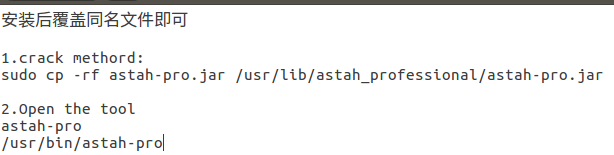 安装后覆盖同名文件即可
1.crack methord:
sudo cp -rf astah-pro.jar /usr/lib/astah_professional/astah-pro.jar
2.Open the tool
astah-pro
/usr/bin/astah-pro